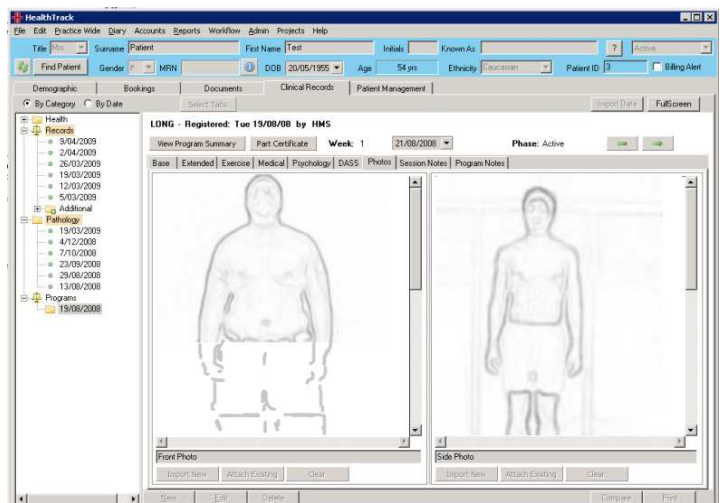 HealthTrack
File Edit Practice Wide Diary Accounts Reports Workflow Admin Projects Help
Title Mrs Surname Patient First Name Test Initials Known As ? Active
Find Patient Gender F MRN DOB 20/05/1955 Age 54 yrs Ethnicity Caucasian Patient ID 3 Billing Alert
Demographic Bookings Documents Clinical Records Patient Management
By Category By Date Select Tabs Import Data FullScreen
Health
Records
9/04/2009
2/04/2009
26/03/2009
19/03/2009
12/03/2009
5/03/2009
Additional
Pathology
19/03/2009
4/12/2008
7/10/2008
23/09/2008
29/08/2008
13/08/2008
Programs
19/08/2008
LONG - Registered: Tue 19/08/08 by HMS
View Program Summary Part Certificate Week: 1 21/08/2008 Phase: Active
Base Extended Exercise Medical Psychology DASS Photos Session Notes Program Notes
Front Photo Side Photo
Import New Attach Existing Clear Import New Attach Existing Clear
New Edit Delete Compare Print